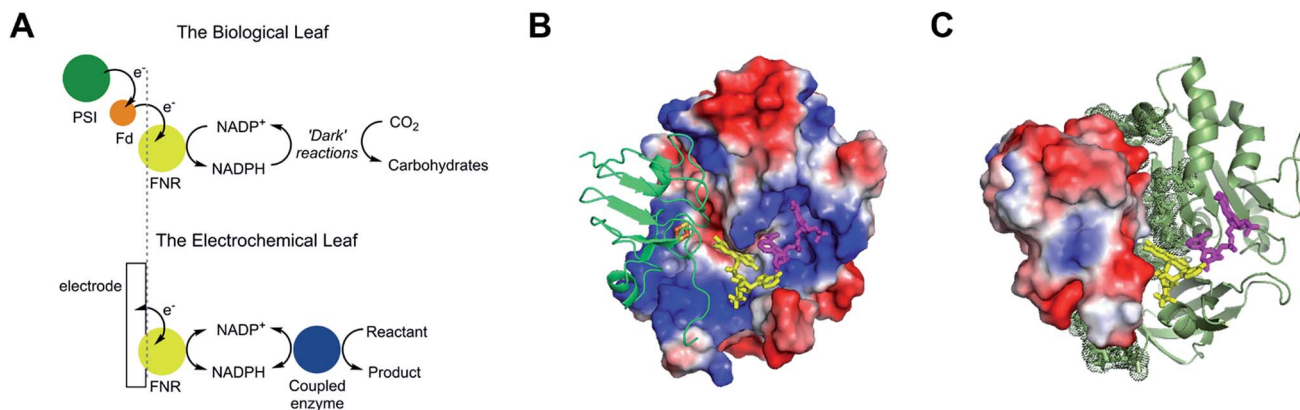 A
The Biological Leaf
e-
PSI
Fd
e-
FNR
NADP+
NADPH
'Dark'
reactions
CO2
Carbohydrates
The Electrochemical Leaf
electrode
e-
FNR
NADP+
NADPH
Coupled
enzyme
Reactant
Product
B
C